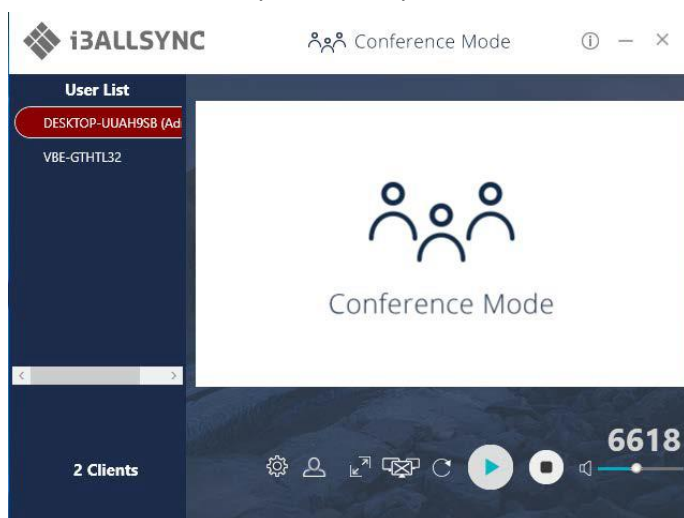 i3ALLSYNC
Conference Mode
User List
DESKTOP-UUAH9SB (Ad
VBE-GTHTL32
Conference Mode
6618
2 Clients